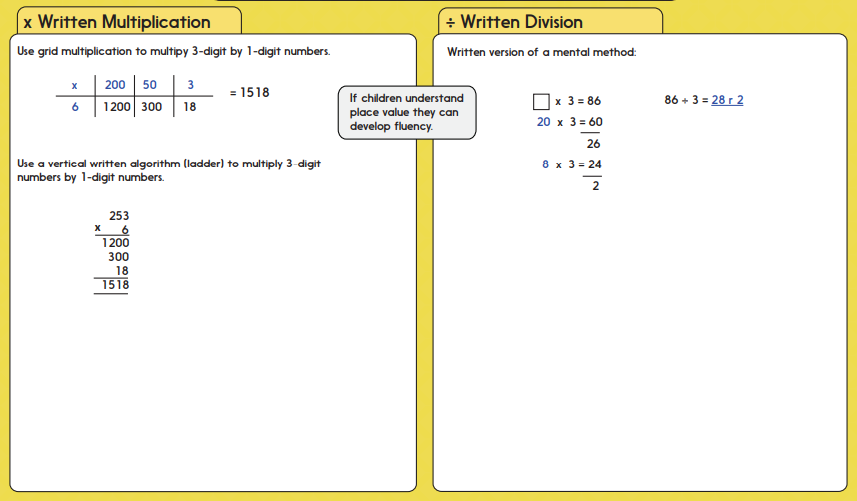 x Written Multiplication
Use grid multiplication to multipy 3-digit by 1-digit numbers.
x 200 50 3
6 1200 300 18
= 1518
Use a vertical written algorithm (ladder) to multiply 3-digit
numbers by 1-digit numbers.
253
x 6
1200
300
18
1518
If children understand
place value they can
develop fluency.
÷ Written Division
Written version of a mental method:
□ x 3 = 86
20 x 3 = 60
26
8 x 3 = 24
2
86 ÷ 3 = 28 r 2